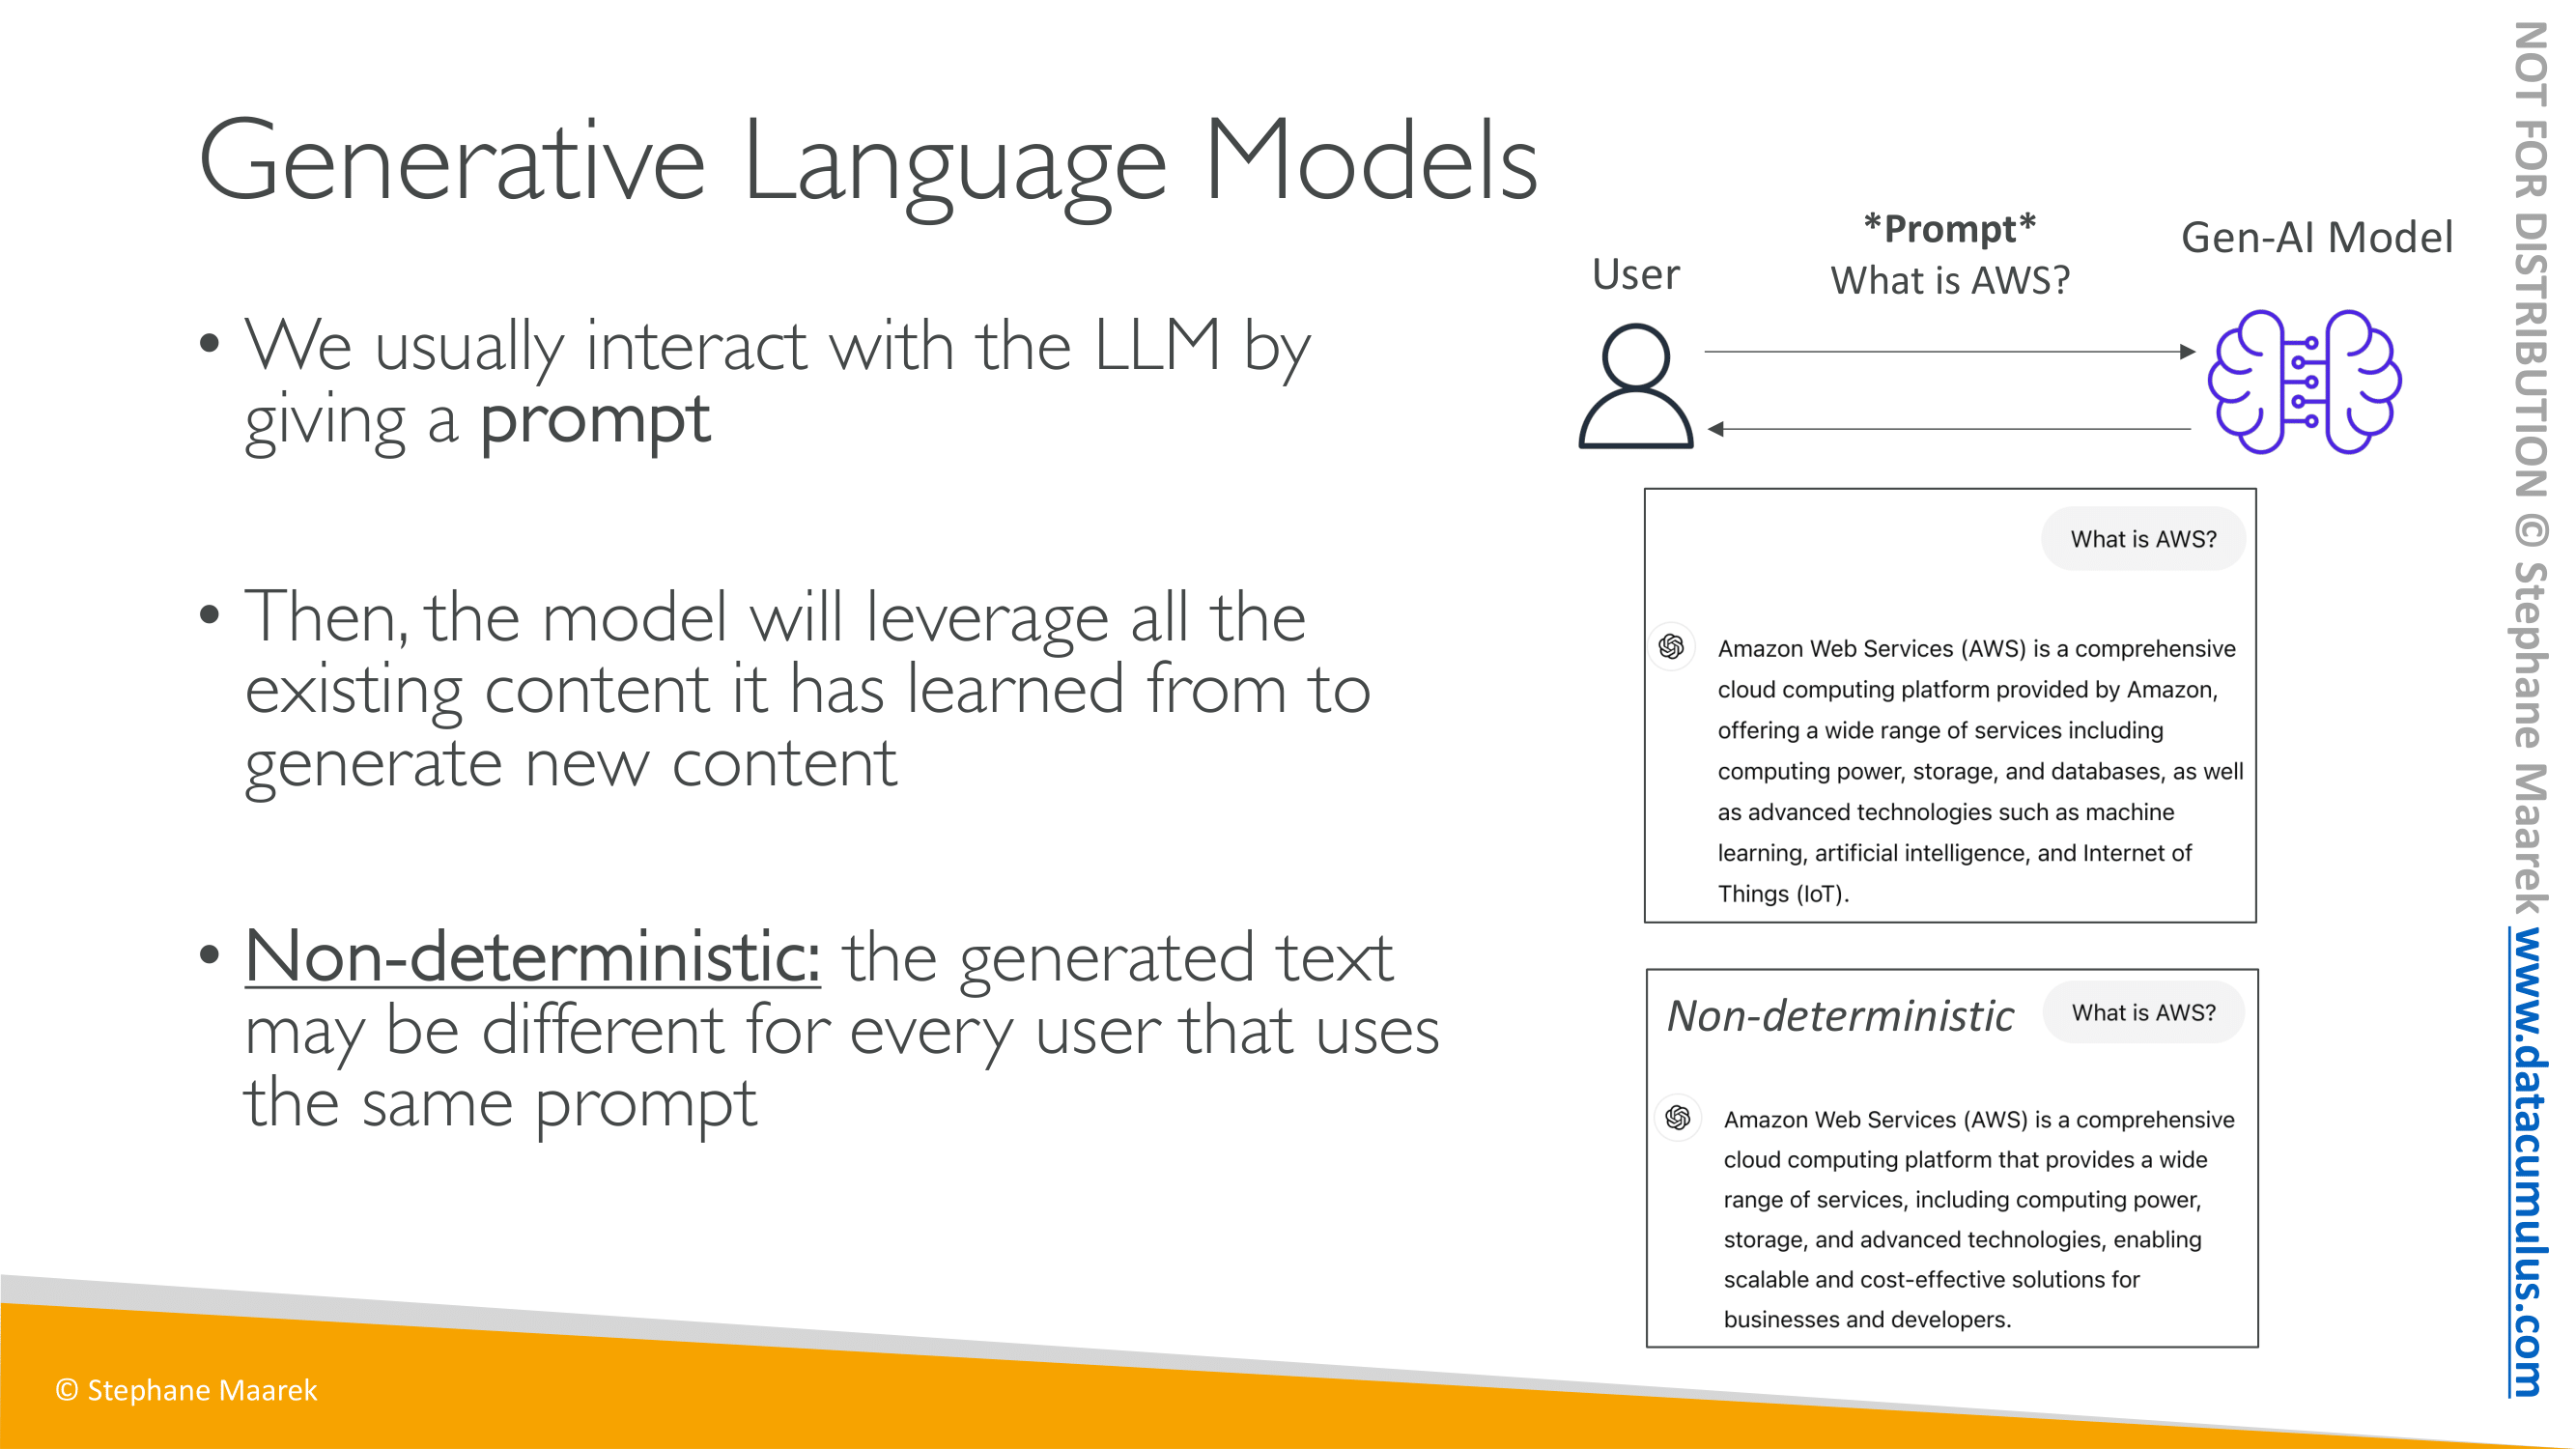 Generative Language Models
• We usually interact with the LLM by
giving a prompt
• Then, the model will leverage all the
existing content it has learned from to
generate new content
• Non-deterministic: the generated text
may be different for every user that uses
the same prompt
User
*Prompt*
What is AWS?
Gen-AI Model
What is AWS?
Amazon Web Services (AWS) is a comprehensive
cloud computing platform provided by Amazon,
offering a wide range of services including
computing power, storage, and databases, as well
as advanced technologies such as machine
learning, artificial intelligence, and Internet of
Things (IoT).
Non-deterministic
What is AWS?
Amazon Web Services (AWS) is a comprehensive
cloud computing platform that provides a wide
range of services, including computing power,
storage, and advanced technologies, enabling
scalable and cost-effective solutions for
businesses and developers.
© Stephane Maarek
NOT FOR DISTRIBUTION © Stephane Maarek www.datacumulus.com